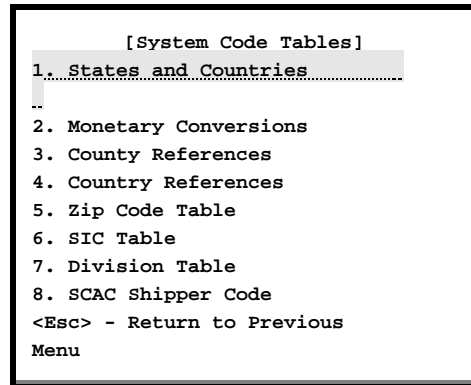 [System Code Tables]
1. States and Countries
2. Monetary Conversions
3. County References
4. Country References
5. Zip Code Table
6. SIC Table
7. Division Table
8. SCAC Shipper Code
<Esc> - Return to Previous
Menu